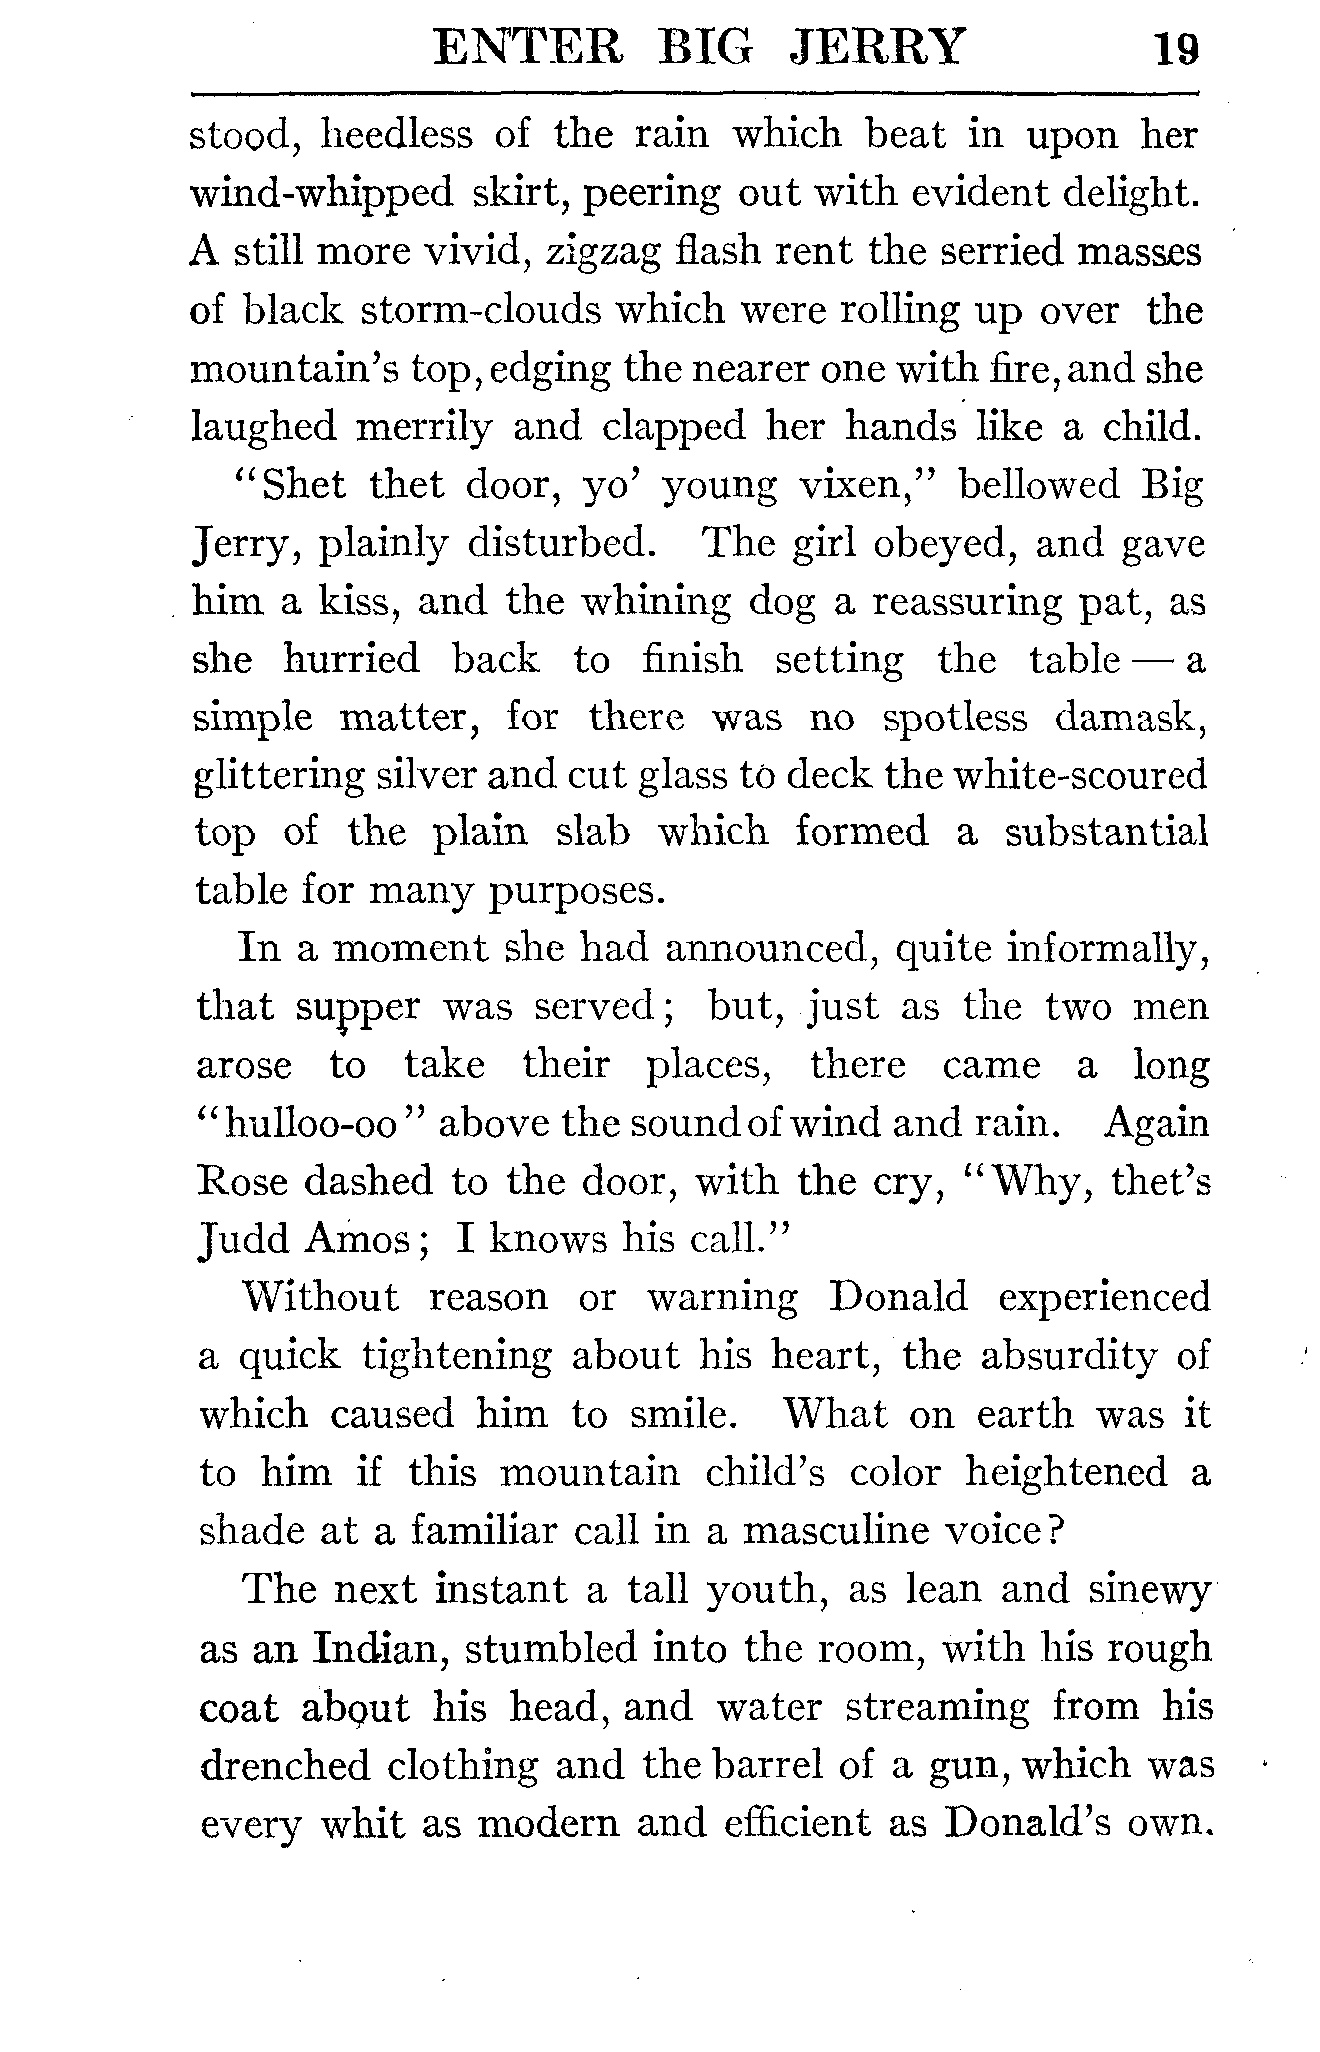 ENTER BIG JERRY 19
stood, heedless of the rain which beat in upon her
wind-whipped skirt, peering out with evident delight.
A still more vivid, zigzag flash rent the serried masses
of black storm-clouds which were rolling up over the
mountain's top, edging the nearer one with fire, and she
laughed merrily and clapped her hands like a child.
"Shet thet door, yo' young vixen," bellowed Big
Jerry, plainly disturbed. The girl obeyed, and gave
him a kiss, and the whining dog a reassuring pat, as
she hurried back to finish setting the table — a
simple matter, for there was no spotless damask,
glittering silver and cut glass to deck the white-scoured
top of the plain slab which formed a substantial
table for many purposes.
In a moment she had announced, quite informally,
that supper was served; but, just as the two men
arose to take their places, there came a long
"hulloo-oo" above the sound of wind and rain. Again
Rose dashed to the door, with the cry, "Why, thet's
Judd Amos; I knows his call."
Without reason or warning Donald experienced
a quick tightening about his heart, the absurdity of
which caused him to smile. What on earth was it
to him if this mountain child's color heightened a
shade at a familiar call in a masculine voice?
The next instant a tall youth, as lean and sinewy
as an Indian, stumbled into the room, with his rough
coat about his head, and water streaming from his
drenched clothing and the barrel of a gun, which was
every whit as modern and efficient as Donald's own.